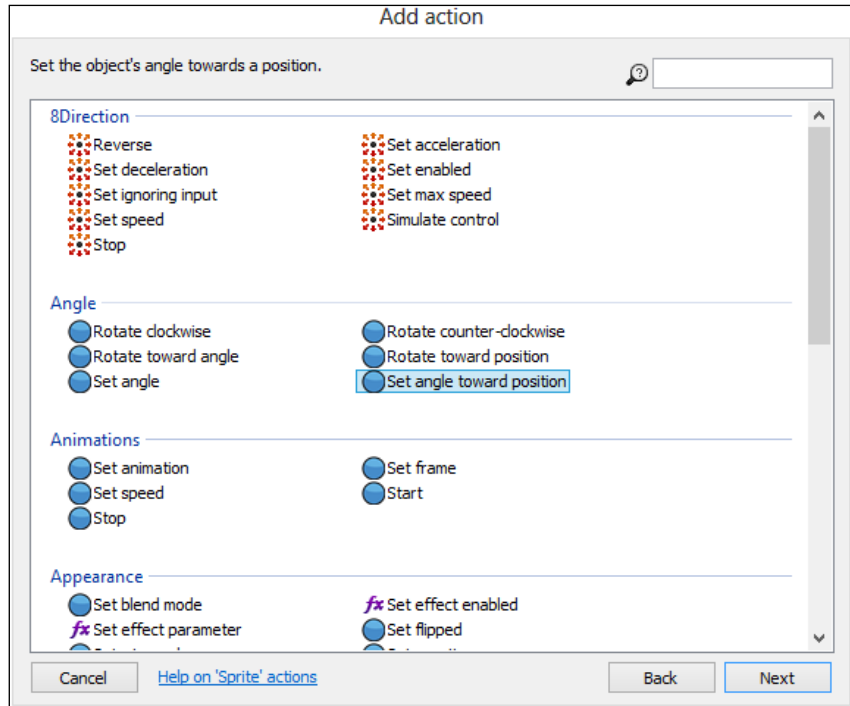 Add action
Set the object's angle towards a position.
8Direction
Reverse
Set acceleration
Set deceleration
Set enabled
Set ignoring input
Set max speed
Set speed
Simulate control
Stop
Angle
Rotate clockwise
Rotate counter-clockwise
Rotate toward angle
Rotate toward position
Set angle
Set angle toward position
Animations
Set animation
Set frame
Set speed
Start
Stop
Appearance
Set blend mode
fx Set effect enabled
fx Set effect parameter
Set flipped
Cancel
Help on 'Sprite' actions
Back
Next